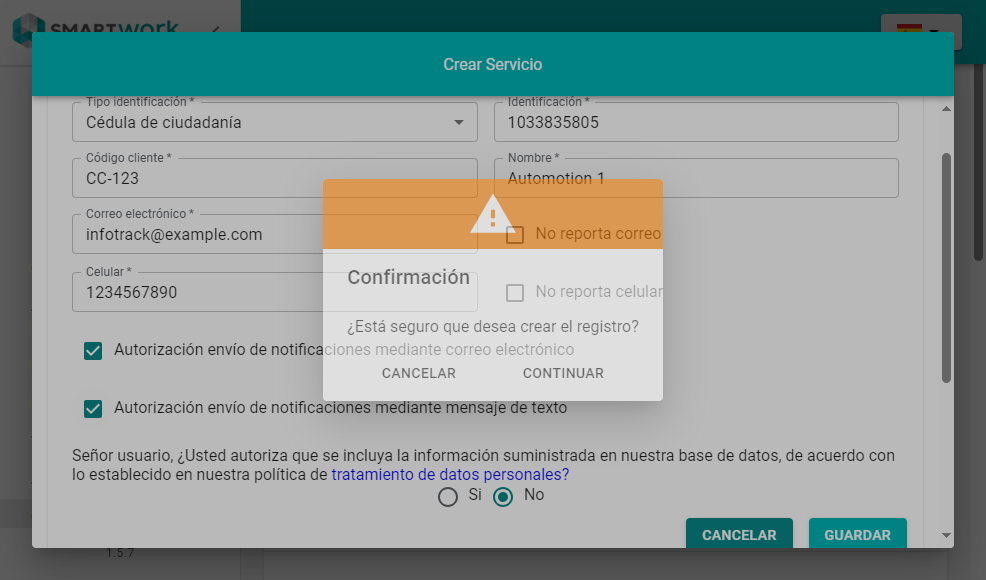 SMARTwork
Crear Servicio
Tipo identificación *
Cédula de ciudadanía
Identificación *
1033835805
Código cliente *
CC-123
Nombre *
Automotion 1
Correo electrónico *
infotrack@example.com
No reporta correo
Celular *
1234567890
No reporta celular
Confirmación
¿Está seguro que desea crear el registro?
CANCELAR
CONTINUAR
Autorización envío de notificaciones mediante correo electrónico
Autorización envío de notificaciones mediante mensaje de texto
Señor usuario, ¿Usted autoriza que se incluya la información suministrada en nuestra base de datos, de acuerdo con
lo establecido en nuestra política de tratamiento de datos personales?
Si
No
CANCELAR
GUARDAR
1.5.7